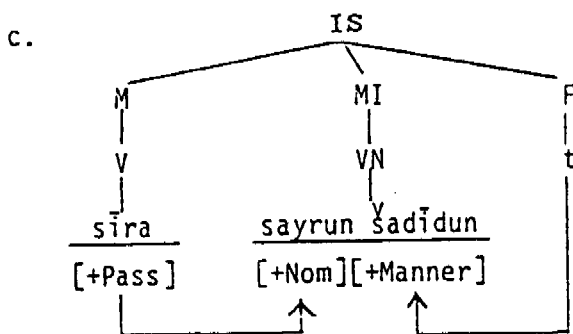 c.
IS
M MI F
V VN t
sīra sayrun šadīdun
[+Pass] [+Nom][+Manner]